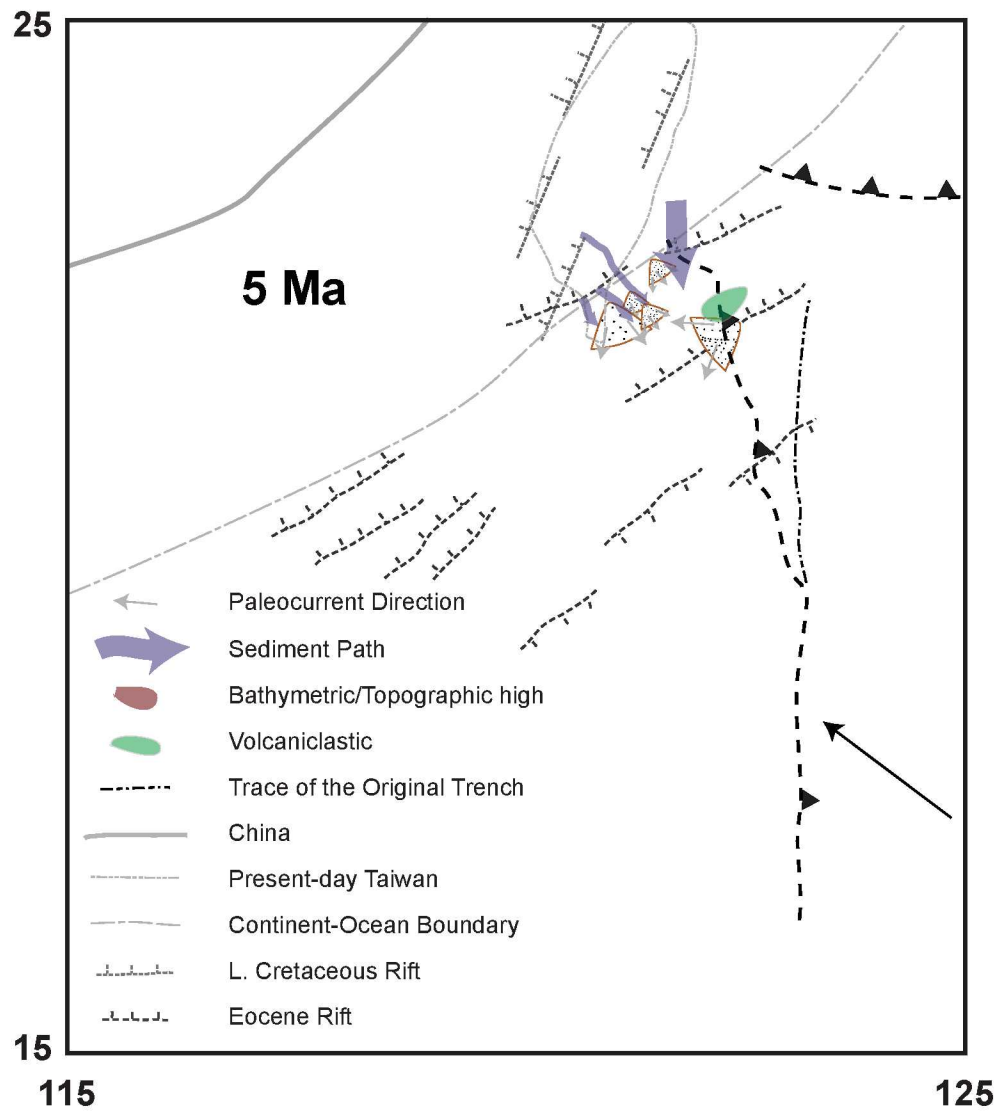 25
5 Ma
Paleocurrent Direction
Sediment Path
Bathymetric/Topographic high
Volcaniclastic
Trace of the Original Trench
China
Present-day Taiwan
Continent-Ocean Boundary
L. Cretaceous Rift
Eocene Rift
15
115
125